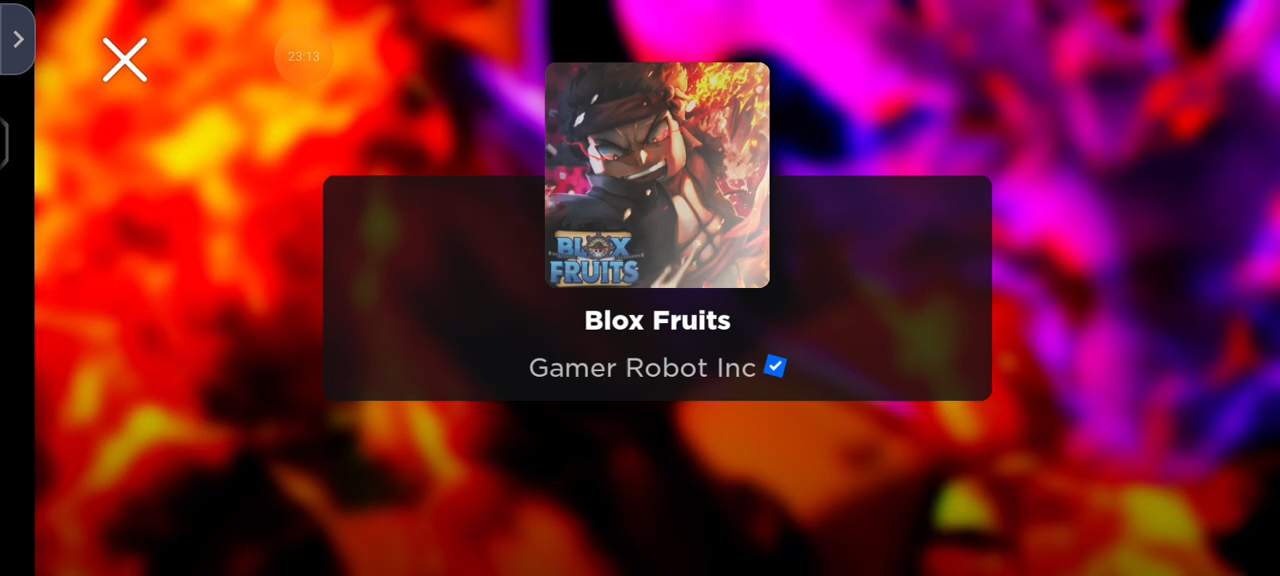 23:13
BLOX
FRUITS
Blox Fruits
Gamer Robot Inc